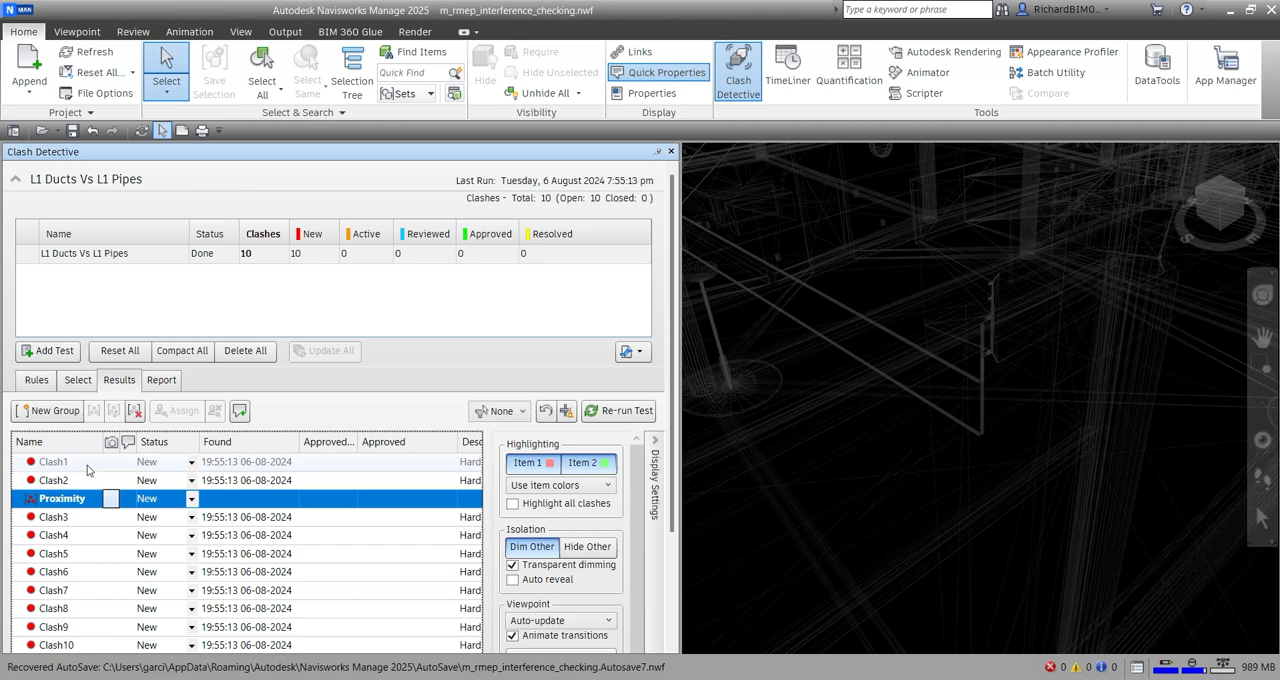 MAN
Autodesk Navisworks Manage 2025 m_rmep_interference_checking.nwf
Type a keyword or phrase
RichardBIMO...
Home Viewpoint Review Animation View Output BIM 360 Glue Render
Append
Refresh
Reset All...
File Options
Project
Select
Save Selection
Select All
Select Same
Selection Tree
Find Items
Quick Find
Sets
Select & Search
Hide
Require
Hide Unselected
Unhide All
Visibility
Links
Quick Properties
Properties
Display
Clash Detective
TimeLiner
Quantification
Autodesk Rendering
Animator
Scripter
Appearance Profiler
Batch Utility
Compare
DataTools
App Manager
Tools
Clash Detective
L1 Ducts Vs L1 Pipes
Last Run: Tuesday, 6 August 2024 7:55:13 pm
Clashes - Total: 10 (Open: 10 Closed: 0 )
Name Status Clashes New Active Reviewed Approved Resolved
L1 Ducts Vs L1 Pipes Done 10 10 0 0 0 0
Add Test Reset All Compact All Delete All Update All
Rules Select Results Report
New Group Assign None Re-run Test
Name Status Found Approved... Approved Desc
Clash1 New 19:55:13 06-08-2024 Hard
Clash2 New 19:55:13 06-08-2024 Hard
Proximity New
Clash3 New 19:55:13 06-08-2024 Hard
Clash4 New 19:55:13 06-08-2024 Hard
Clash5 New 19:55:13 06-08-2024 Hard
Clash6 New 19:55:13 06-08-2024 Hard
Clash7 New 19:55:13 06-08-2024 Hard
Clash8 New 19:55:13 06-08-2024 Hard
Clash9 New 19:55:13 06-08-2024 Hard
Clash10 New 19:55:13 06-08-2024 Hard
Highlighting
Item 1 Item 2
Use item colors
Highlight all clashes
Isolation
Dim Other Hide Other
Transparent dimming
Auto reveal
Viewpoint
Auto-update
Animate transitions
Display Settings
S E
Recovered AutoSave: C:\Users\garci\AppData\Roaming\Autodesk\Navisworks Manage 2025\AutoSave\m_rmep_interference_checking.Autosave7.nwf
0 0 0 989 MB